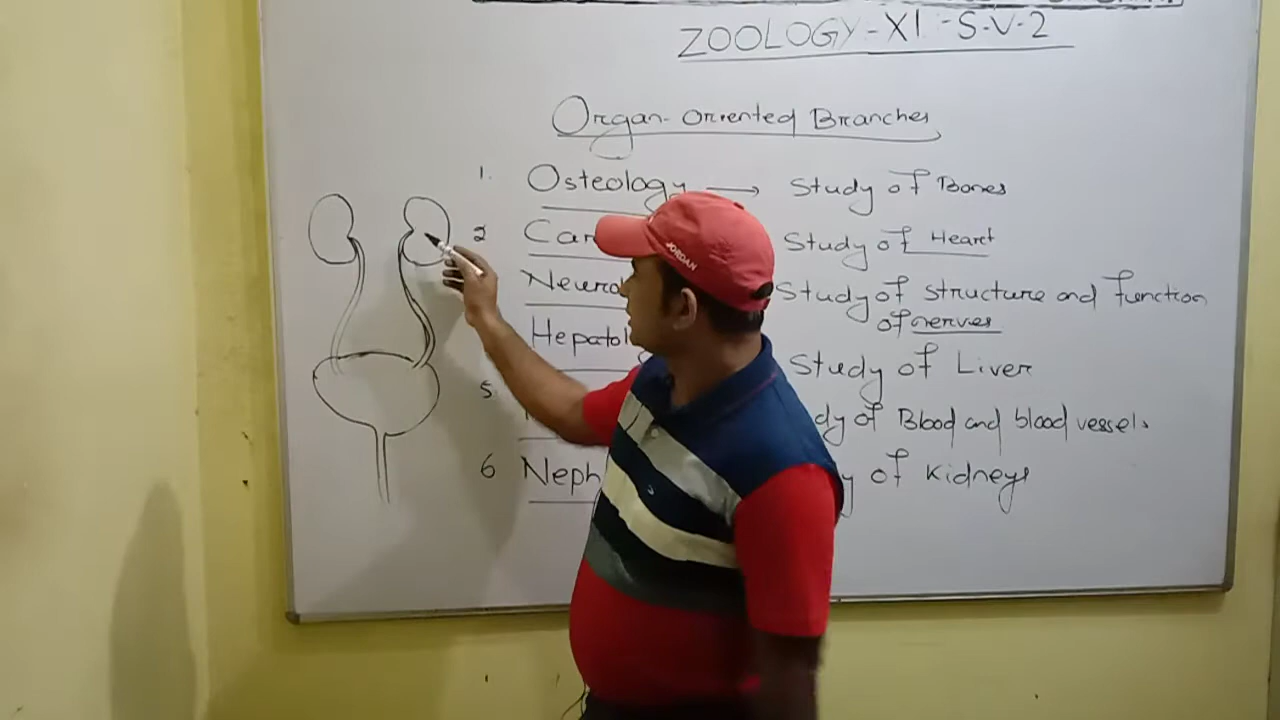 ZOOLOGY-XI-S-V-2
Organ-Oriented Branches
1. Osteology → Study of Bones
2 Study of Heart
Study of structure and function
of nerves
Study of Liver
5 of Blood and blood vessels.
6 of Kidneys
JORDAN